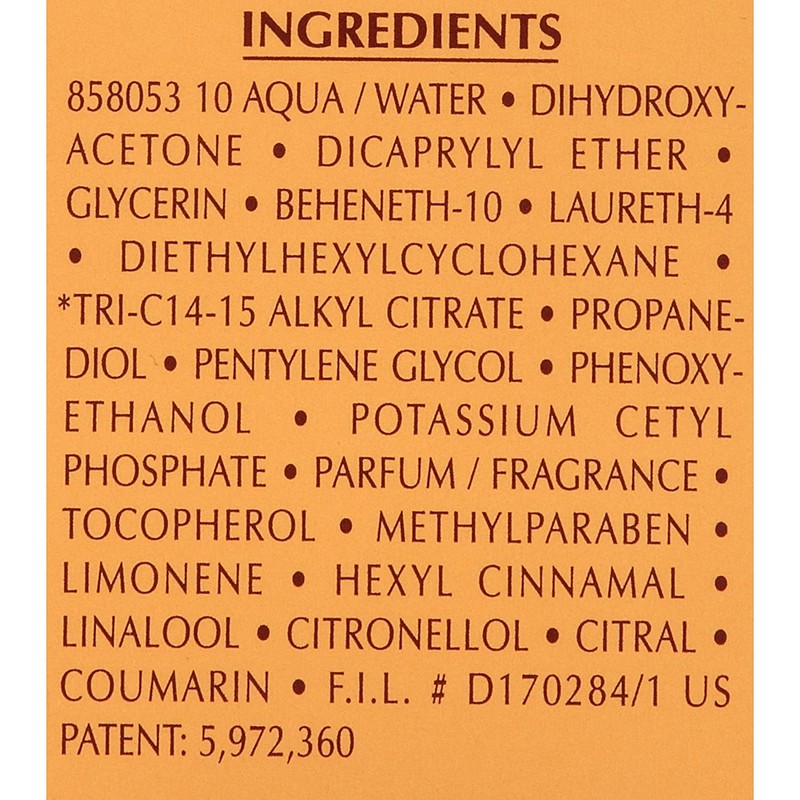 INGREDIENTS
858053 10 AQUA / WATER • DIHYDROXY-
ACETONE • DICAPRYLYL ETHER •
GLYCERIN • BEHENETH-10 • LAURETH-4
• DIETHYLHEXYLCYCLOHEXANE •
*TRI-C14-15 ALKYL CITRATE • PROPANE-
DIOL • PENTYLENE GLYCOL • PHENOXY-
ETHANOL • POTASSIUM CETYL
PHOSPHATE • PARFUM / FRAGRANCE •
TOCOPHEROL • METHYLPARABEN •
LIMONENE • HEXYL CINNAMAL •
LINALOOL • CITRONELLOL • CITRAL •
COUMARIN • F.I.L. # D170284/1 US
PATENT: 5,972,360